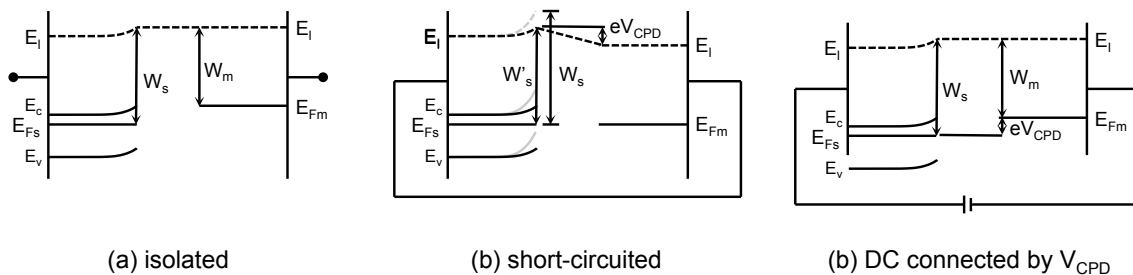 E_l
E_l
W_s
W_m
E_c
E_Fs
E_v
E_Fm
(a) isolated
E_l
eV_CPD
E_l
W'_s
W_s
E_c
E_Fs
E_v
E_Fm
(b) short-circuited
E_l
E_l
W_s
W_m
E_c
E_Fs
E_v
E_Fm
eV_CPD
(b) DC connected by V_CPD